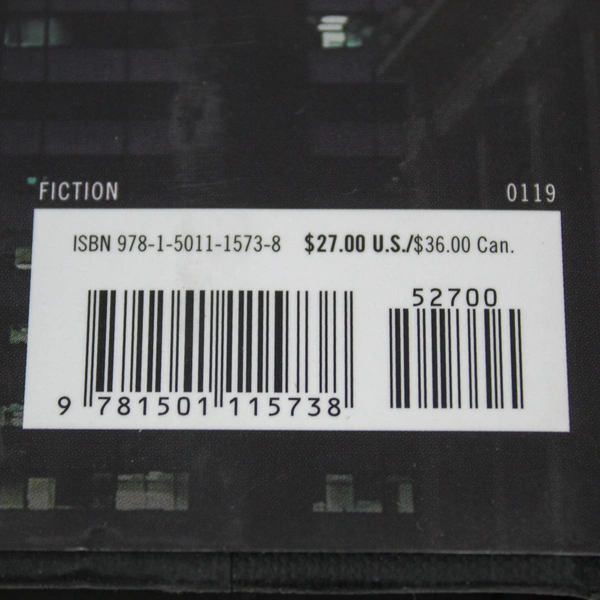 FICTION 0119
ISBN 978-1-5011-1573-8 $27.00 U.S./$36.00 Can.
52700
9 781501 115738